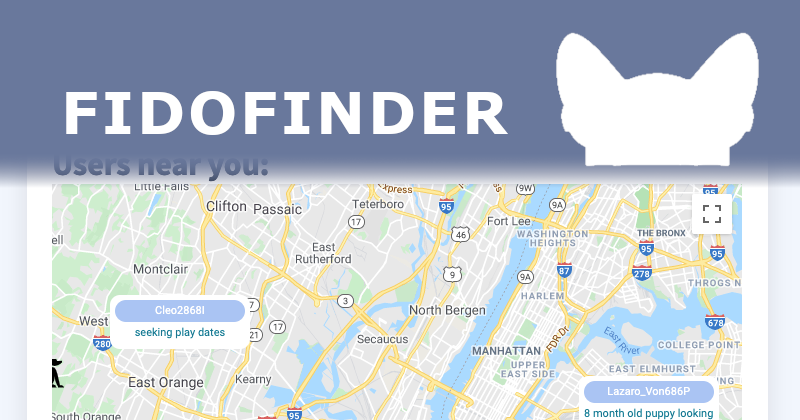 FIDOFINDER
Users near you:
Little Falls
Clifton
Passaic
Teterboro
Express
9W
95
17
46
9A
Fort Lee
WASHINGTON
HEIGHTS
THE BRONX
95
95
East
Rutherford
Montclair
9
9A
87
278
THROGS N
HARLEM
Cleo2868I
seeking play dates
3
17
21
7
North Bergen
West
280
Secaucus
FDR Dr
East River
678
COLLEGE POINT
MANHATTAN
UPPER
EAST SIDE
EAST ELMHURST
East Orange
Kearny
Lazaro_Von686P
8 month old puppy looking
South Orange
95